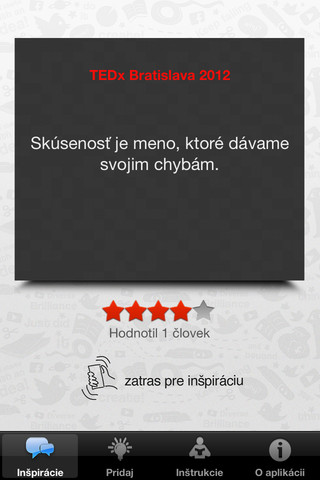 TEDx Bratislava 2012
Skúsenosť je meno, ktoré dávame
svojim chybám.
Hodnotil 1 človek
zatras pre inšpiráciu
Inšpirácie Pridaj Inštrukcie O aplikácii